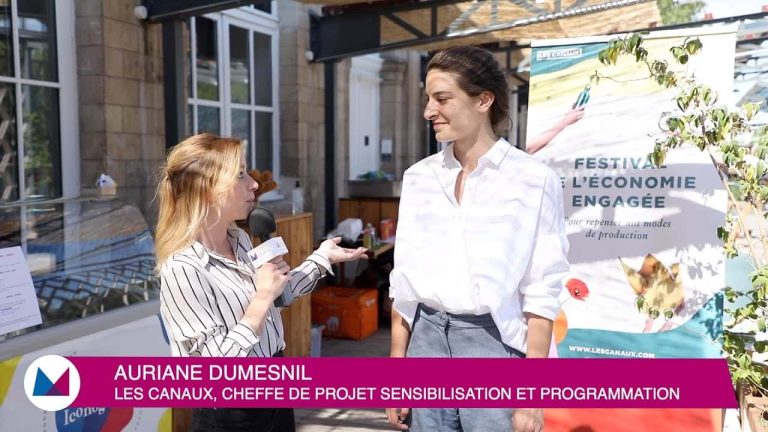 LES CANAUX
FESTIVAL
DE L'ÉCONOMIE
ENGAGÉE
Pour repenser nos modes
de production
WWW.LESCANAUX.COM
AURIANE DUMESNIL
LES CANAUX, CHEFFE DE PROJET SENSIBILISATION ET PROGRAMMATION